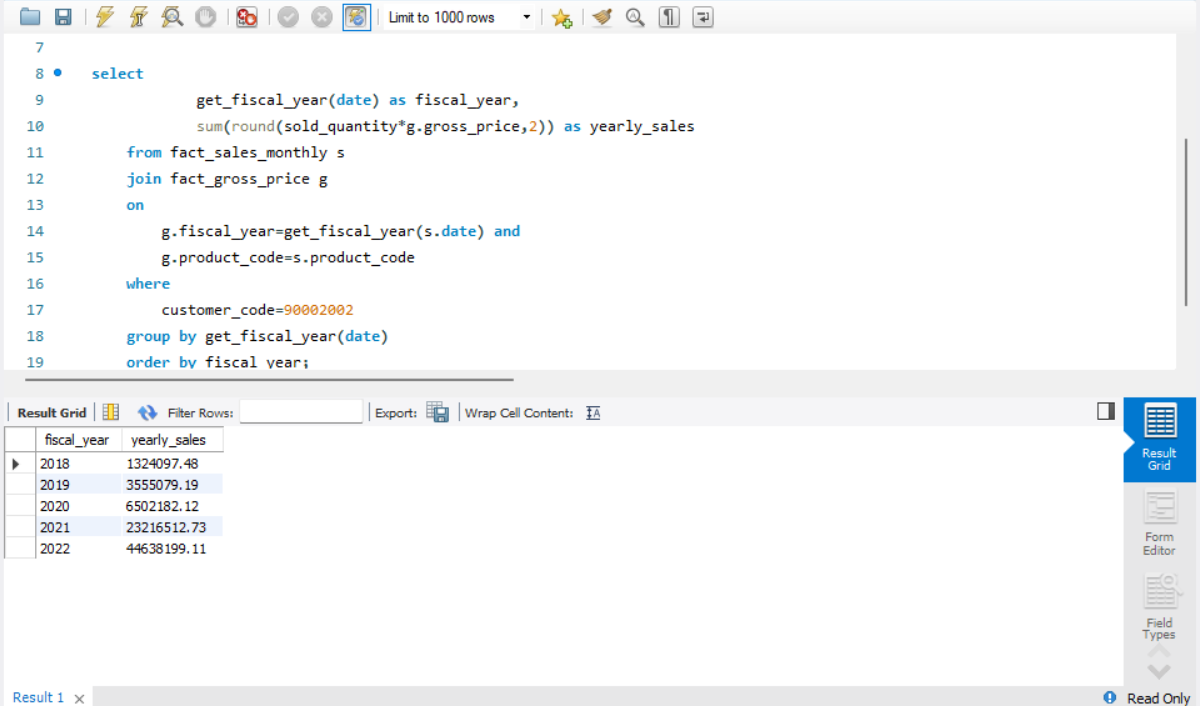 Limit to 1000 rows
7
8 select
9 get_fiscal_year(date) as fiscal_year,
10 sum(round(sold_quantity*g.gross_price,2)) as yearly_sales
11 from fact_sales_monthly s
12 join fact_gross_price g
13 on
14 g.fiscal_year=get_fiscal_year(s.date) and
15 g.product_code=s.product_code
16 where
17 customer_code=90002002
18 group by get_fiscal_year(date)
19 order by fiscal_year;
Result Grid Filter Rows: Export: Wrap Cell Content:
fiscal_year yearly_sales
2018 1324097.48
2019 3555079.19
2020 6502182.12
2021 23216512.73
2022 44638199.11
Result
Grid
Form
Editor
Field
Types
Result 1
Read Only